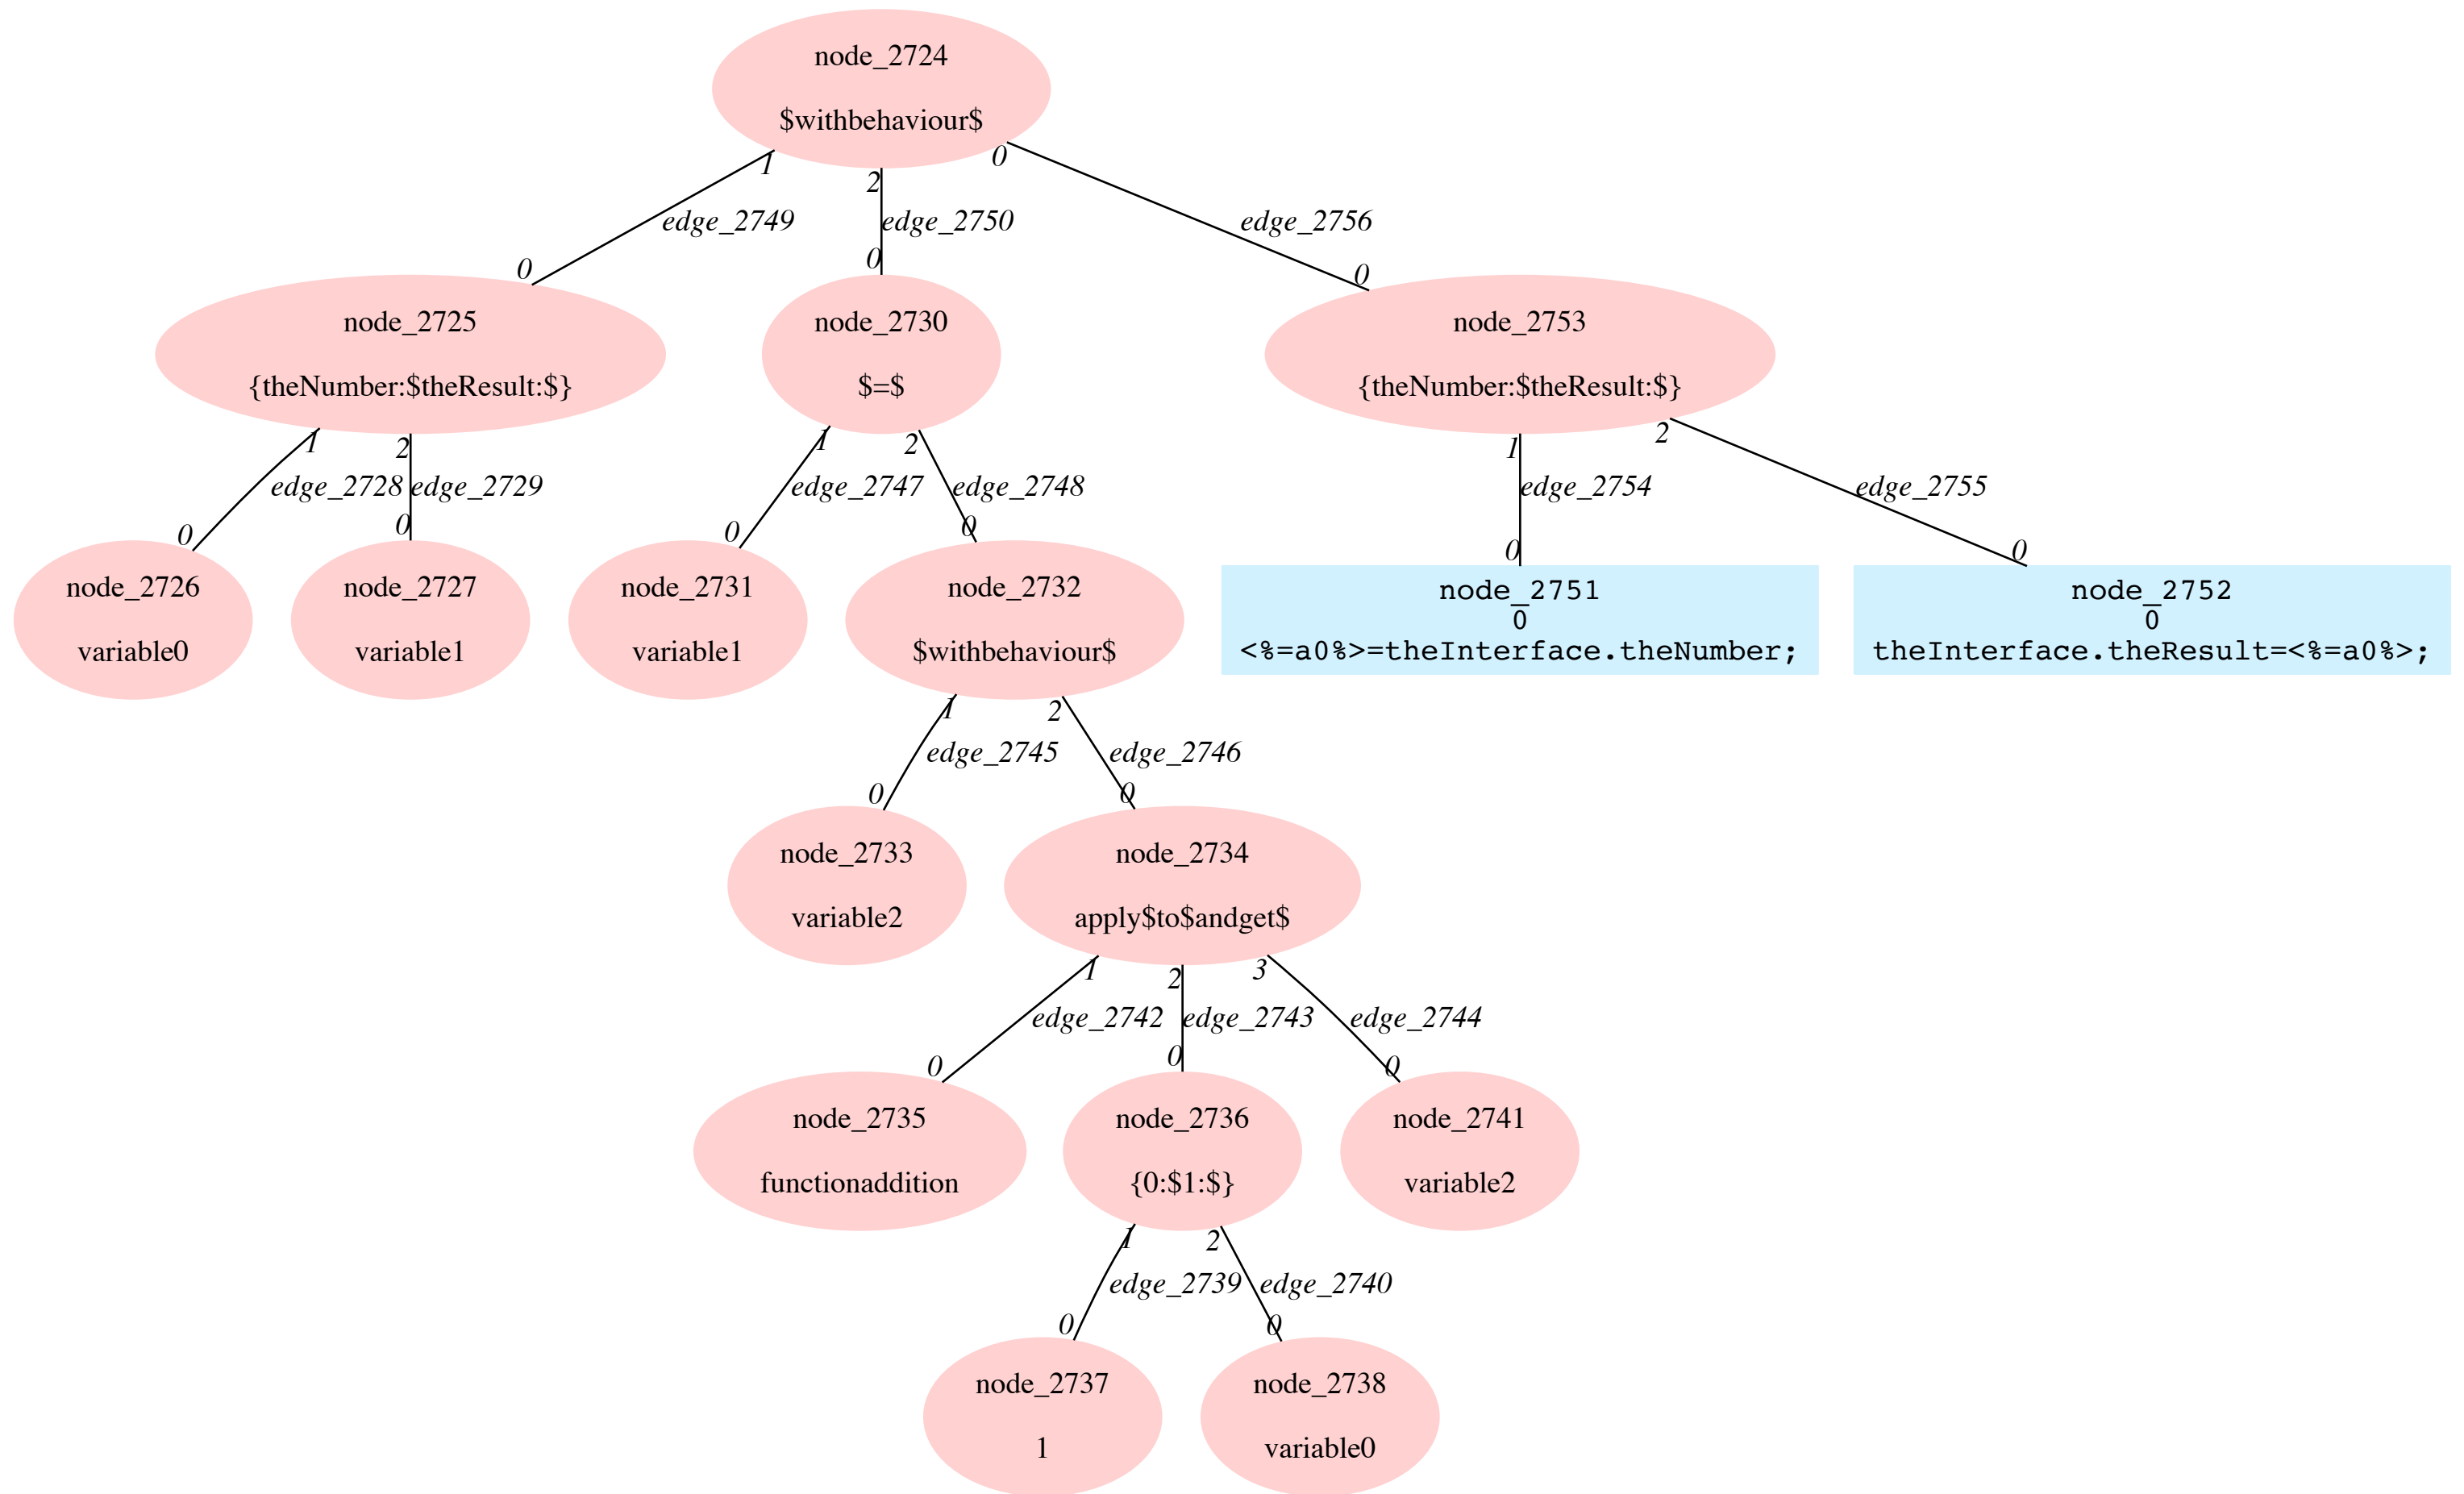 node_2724
$withbehaviour$
1
2
0
edge_2749
edge_2750
edge_2756
0
0
0
node_2725
{theNumber:$theResult:$}
node_2730
$=$
node_2753
{theNumber:$theResult:$}
1
2
1
2
1
2
edge_2728
edge_2729
edge_2747
edge_2748
edge_2754
edge_2755
0
0
0
0
0
0
node_2726
variable0
node_2727
variable1
node_2731
variable1
node_2732
$withbehaviour$
node_2751
0
<%=a0%>=theInterface.theNumber;
node_2752
0
theInterface.theResult=<%=a0%>;
1
2
edge_2745
edge_2746
0
0
node_2733
variable2
node_2734
apply$to$andget$
1
2
3
edge_2742
edge_2743
edge_2744
0
0
0
node_2735
functionaddition
node_2736
{0:$1:$}
node_2741
variable2
1
2
edge_2739
edge_2740
0
0
node_2737
1
node_2738
variable0